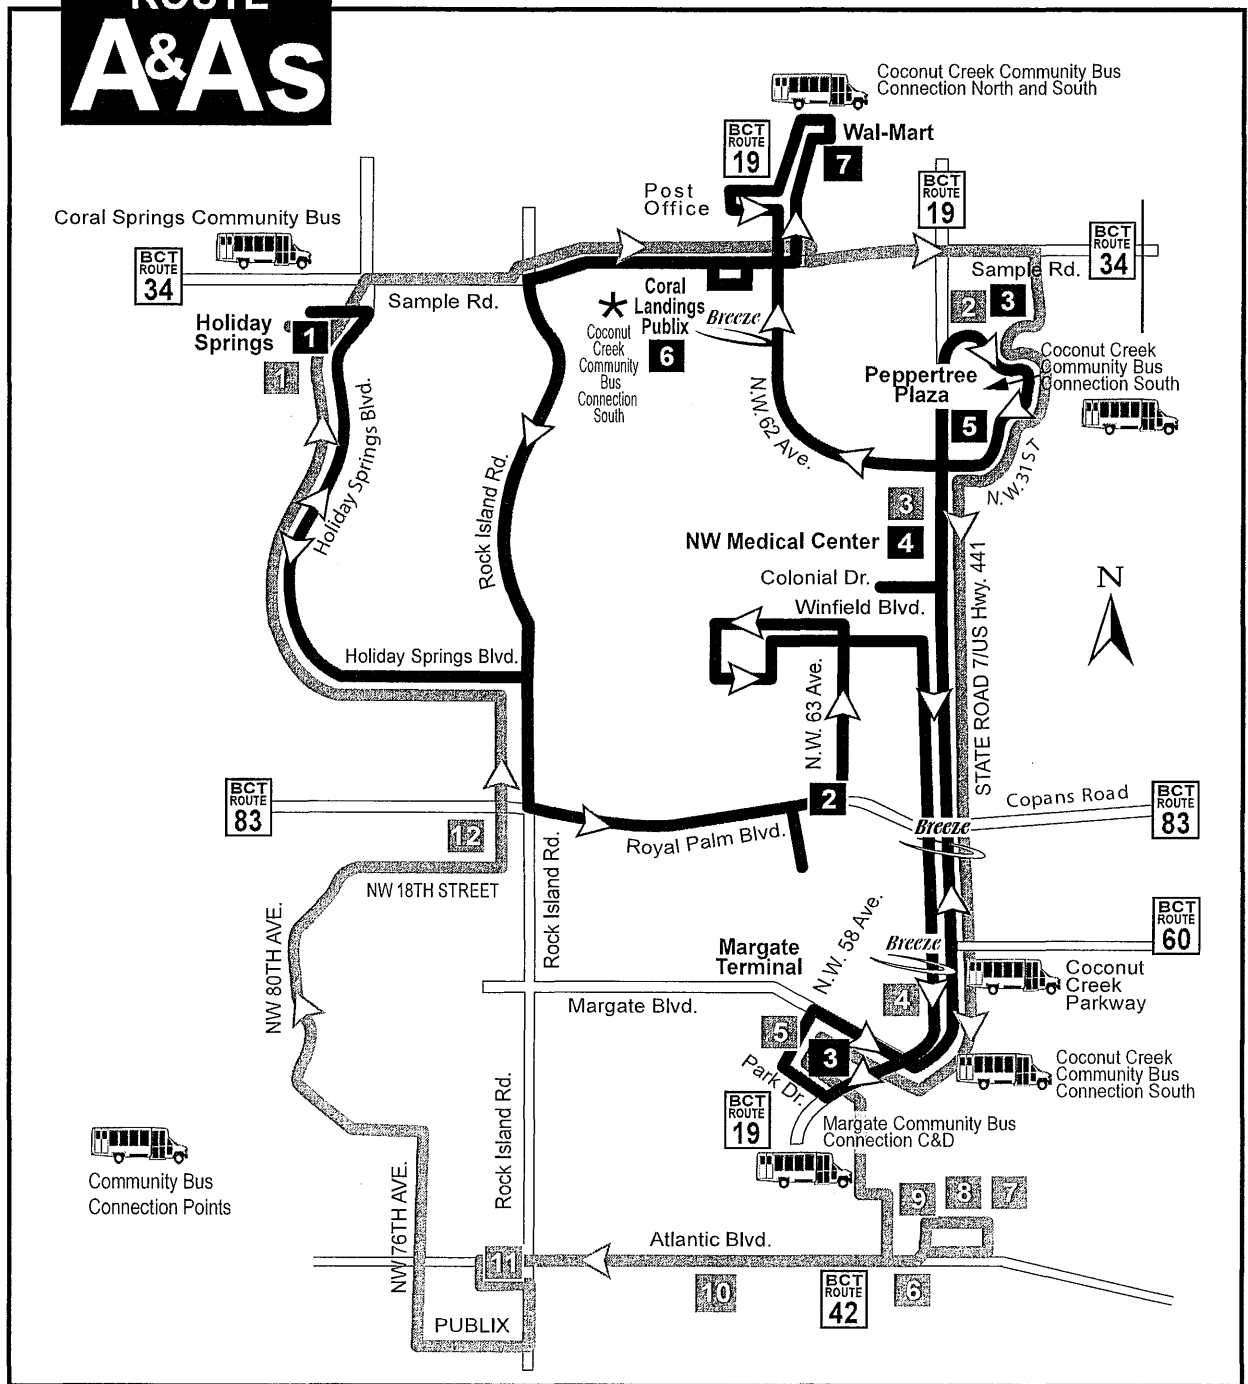 ROUTE
A&As
Coconut Creek Community Bus
Connection North and South
BCT
ROUTE
19
Wal-Mart
7
Post
Office
BCT
ROUTE
19
Coral Springs Community Bus
BCT
ROUTE
34
BCT
ROUTE
34
Sample Rd.
Sample Rd.
2
3
Holiday
Springs
1
1
Coral
Landings
Publix
6
Breeze
Coconut
Creek
Community
Bus
Connection
South
Coconut Creek
Community Bus
Connection South
Peppertree
Plaza
5
N.W. 62 Ave.
N.W. 31 ST
Holiday Springs Blvd.
Rock Island Rd.
3
NW Medical Center
4
Colonial Dr.
Winfield Blvd.
N
STATE ROAD 7/US Hwy. 441
Holiday Springs Blvd.
N.W. 63 Ave.
BCT
ROUTE
83
2
Copans Road
BCT
ROUTE
83
Breeze
12
Royal Palm Blvd.
NW 18TH STREET
Rock Island Rd.
NW 80TH AVE.
N.W. 58 Ave.
BCT
ROUTE
60
Margate
Terminal
Breeze
Coconut
Creek
Parkway
4
Margate Blvd.
5
3
Park Dr.
Coconut Creek
Community Bus
Connection South
Rock Island Rd.
BCT
ROUTE
19
Margate Community Bus
Connection C&D
Community Bus
Connection Points
NW 76TH AVE.
9
8
7
Atlantic Blvd.
11
10
BCT
ROUTE
42
6
PUBLIX